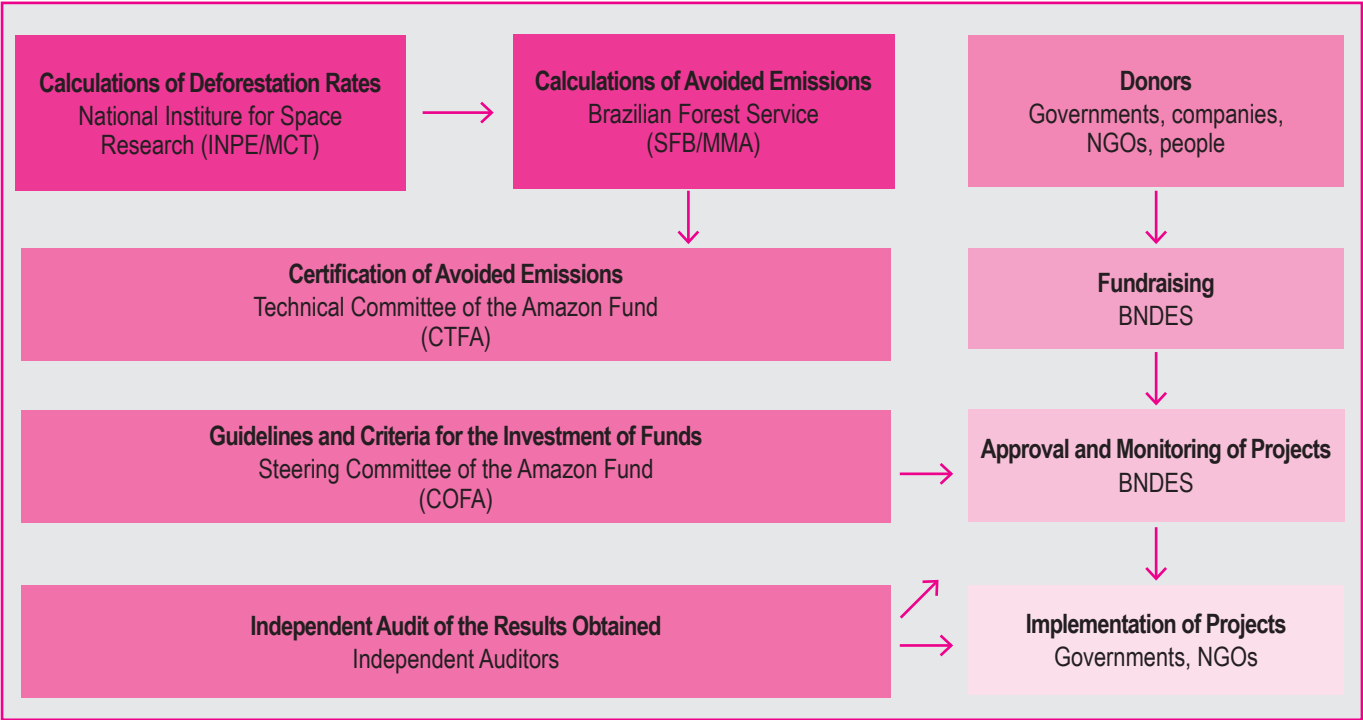 Calculations of Deforestation Rates
National Institure for Space
Research (INPE/MCT)
Calculations of Avoided Emissions
Brazilian Forest Service
(SFB/MMA)
Donors
Governments, companies,
NGOs, people
Certification of Avoided Emissions
Technical Committee of the Amazon Fund
(CTFA)
Fundraising
BNDES
Guidelines and Criteria for the Investment of Funds
Steering Committee of the Amazon Fund
(COFA)
Approval and Monitoring of Projects
BNDES
Independent Audit of the Results Obtained
Independent Auditors
Implementation of Projects
Governments, NGOs